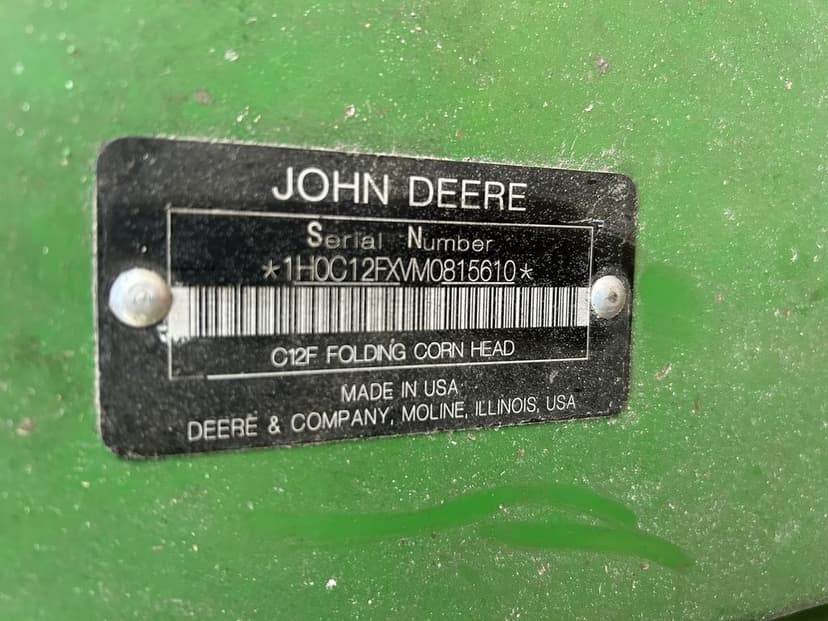 JOHN DEERE
Serial Number
*1H0C12FXVM0815610*
C12F FOLDING CORN HEAD
MADE IN USA
DEERE & COMPANY, MOLINE, ILLINOIS, USA